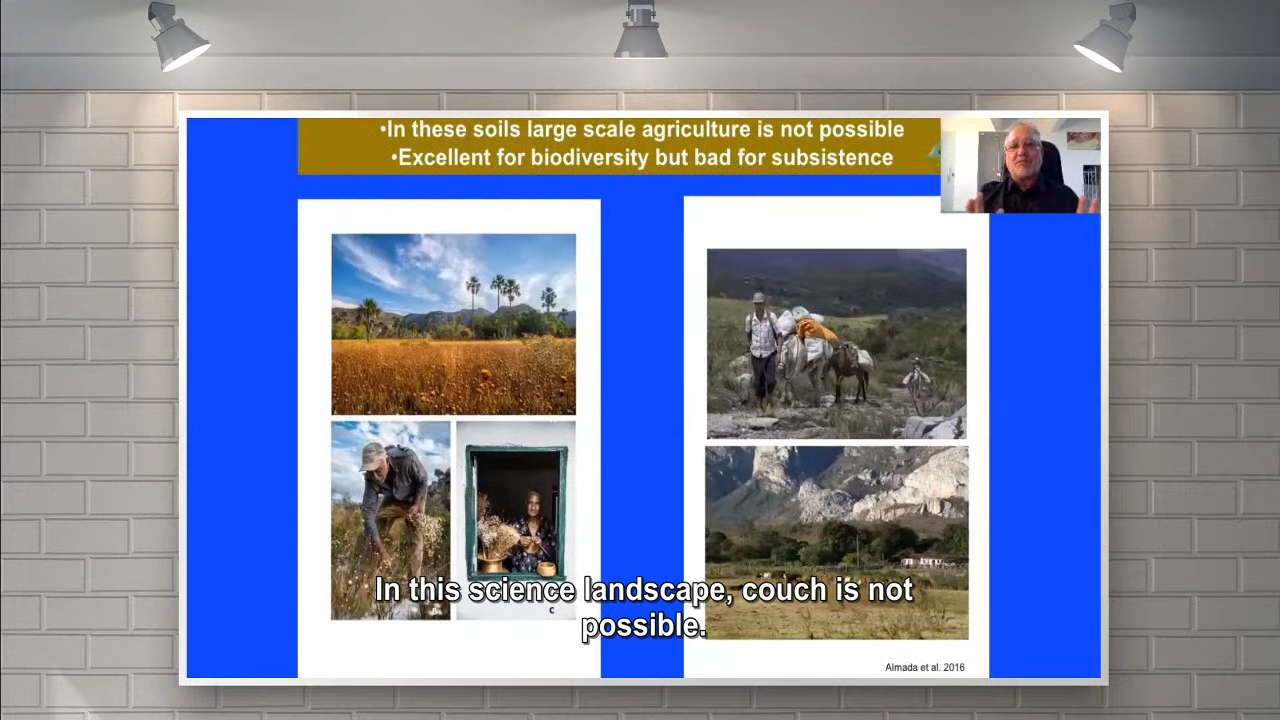 •In these soils large scale agriculture is not possible
•Excellent for biodiversity but bad for subsistence
C
In this science landscape, couch is not
possible.
Almada et al. 2016